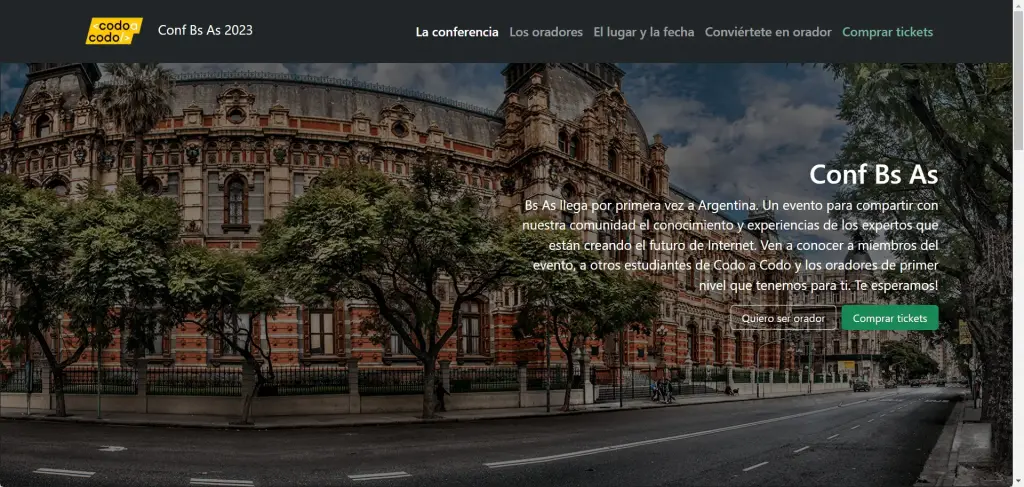 <codo a
codo/>
Conf Bs As 2023
La conferencia
Los oradores
El lugar y la fecha
Conviértete en orador
Comprar tickets
Conf Bs As
Bs As llega por primera vez a Argentina. Un evento para compartir con
nuestra comunidad el conocimiento y experiencias de los expertos que
están creando el futuro de Internet. Ven a conocer a miembros del
evento, a otros estudiantes de Codo a Codo y los oradores de primer
nivel que tenemos para ti. Te esperamos!
Quiero ser orador
Comprar tickets